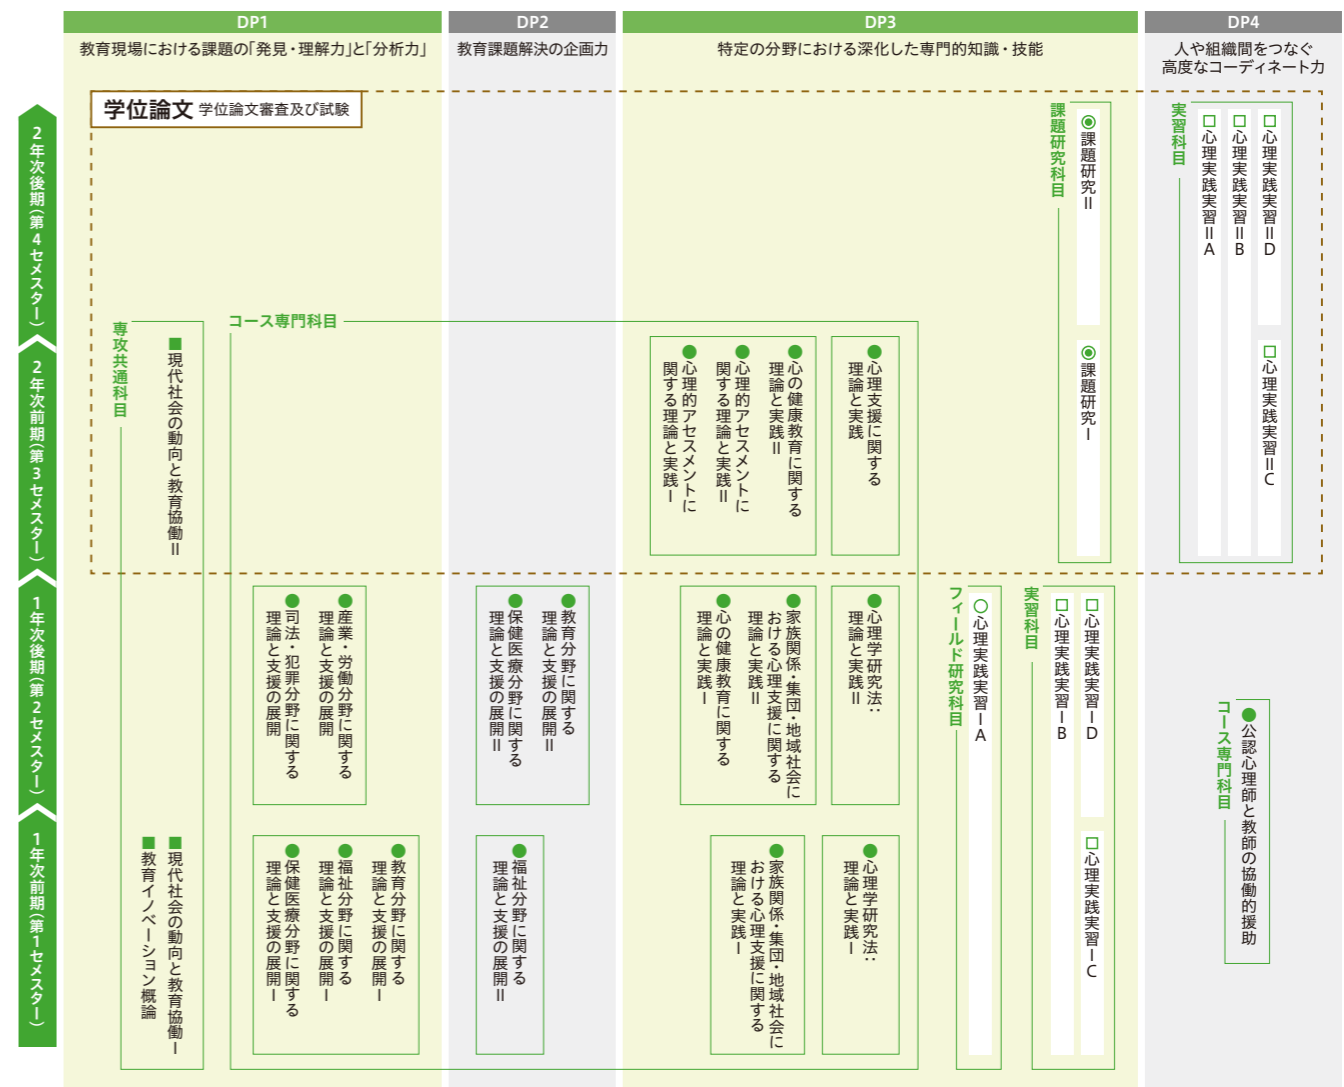 DP1
教育現場における課題の「発見・理解力」と「分析力」
DP2
教育課題解決の企画力
DP3
特定の分野における深化した専門的知識・技能
DP4
人や組織間をつなぐ
高度なコーディネート力
2年次後期(第4セメスター)
2年次前期(第3セメスター)
1年次後期(第2セメスター)
1年次前期(第1セメスター)
学位論文 学位論文審査及び試験
専攻共通科目
■現代社会の動向と教育協働Ⅱ
■現代社会の動向と教育協働Ⅰ
■教育イノベーション概論
コース専門科目
●産業・労働分野に関する
理論と支援の展開
●司法・犯罪分野に関する
理論と支援の展開
●教育分野に関する
理論と支援の展開Ⅰ
●福祉分野に関する
理論と支援の展開Ⅰ
●保健医療分野に関する
理論と支援の展開Ⅰ
●教育分野に関する
理論と支援の展開Ⅱ
●保健医療分野に関する
理論と支援の展開Ⅱ
●福祉分野に関する
理論と支援の展開Ⅱ
●心理支援に関する
理論と実践
●心の健康教育に関する
理論と実践Ⅱ
●心理的アセスメントに
関する理論と実践Ⅱ
●心理的アセスメントに
関する理論と実践Ⅰ
●心理学研究法:
理論と実践Ⅱ
●家族関係・集団・地域社会に
おける心理支援に関する
理論と実践Ⅱ
●心の健康教育に関する
理論と実践Ⅰ
●心理学研究法:
理論と実践Ⅰ
●家族関係・集団・地域社会に
おける心理支援に関する
理論と実践Ⅰ
課題研究科目
◉課題研究Ⅱ
◉課題研究Ⅰ
フィールド研究科目
○心理実践実習ⅠA
実習科目
□心理実践実習ⅠD
□心理実践実習ⅠB
□心理実践実習ⅠC
実習科目
□心理実践実習ⅡD
□心理実践実習ⅡB
□心理実践実習ⅡA
□心理実践実習ⅡC
コース専門科目
●公認心理師と教師の協働的援助